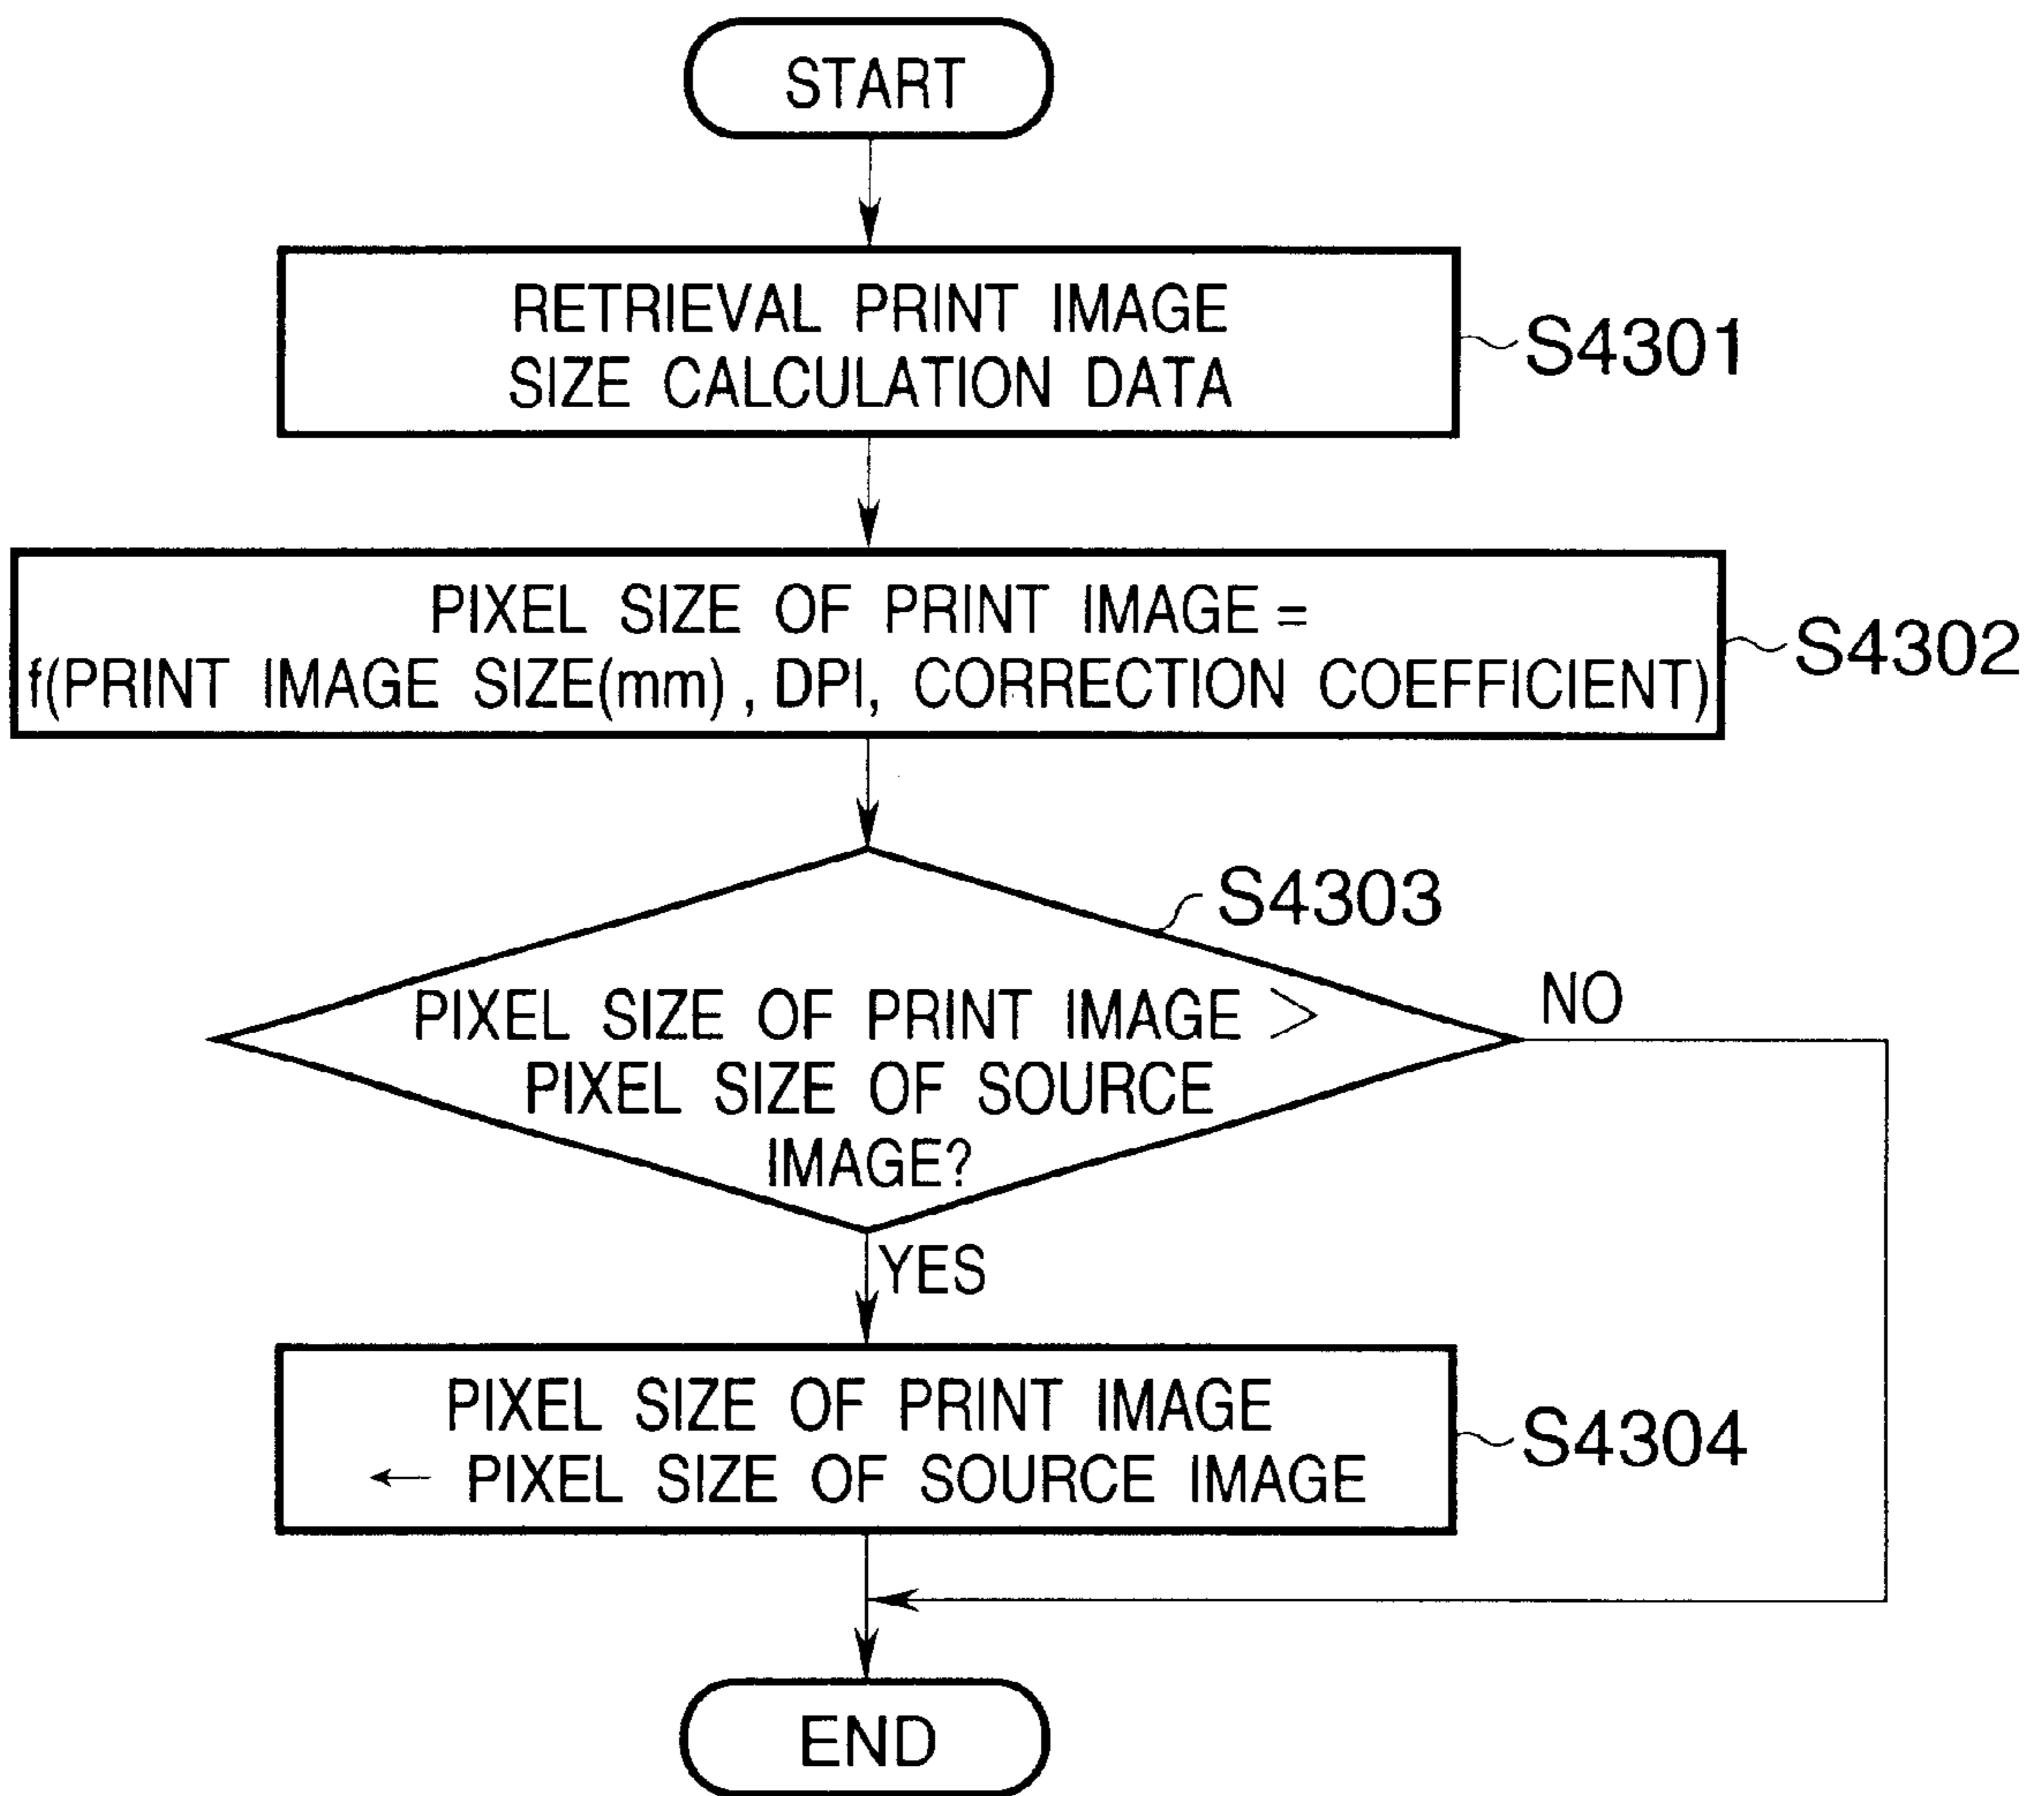 START
RETRIEVAL PRINT IMAGE
SIZE CALCULATION DATA
S4301
PIXEL SIZE OF PRINT IMAGE =
f(PRINT IMAGE SIZE(mm) , DPI, CORRECTION COEFFICIENT)
S4302
S4303
PIXEL SIZE OF PRINT IMAGE >
PIXEL SIZE OF SOURCE
IMAGE?
NO
YES
PIXEL SIZE OF PRINT IMAGE
← PIXEL SIZE OF SOURCE IMAGE
S4304
END